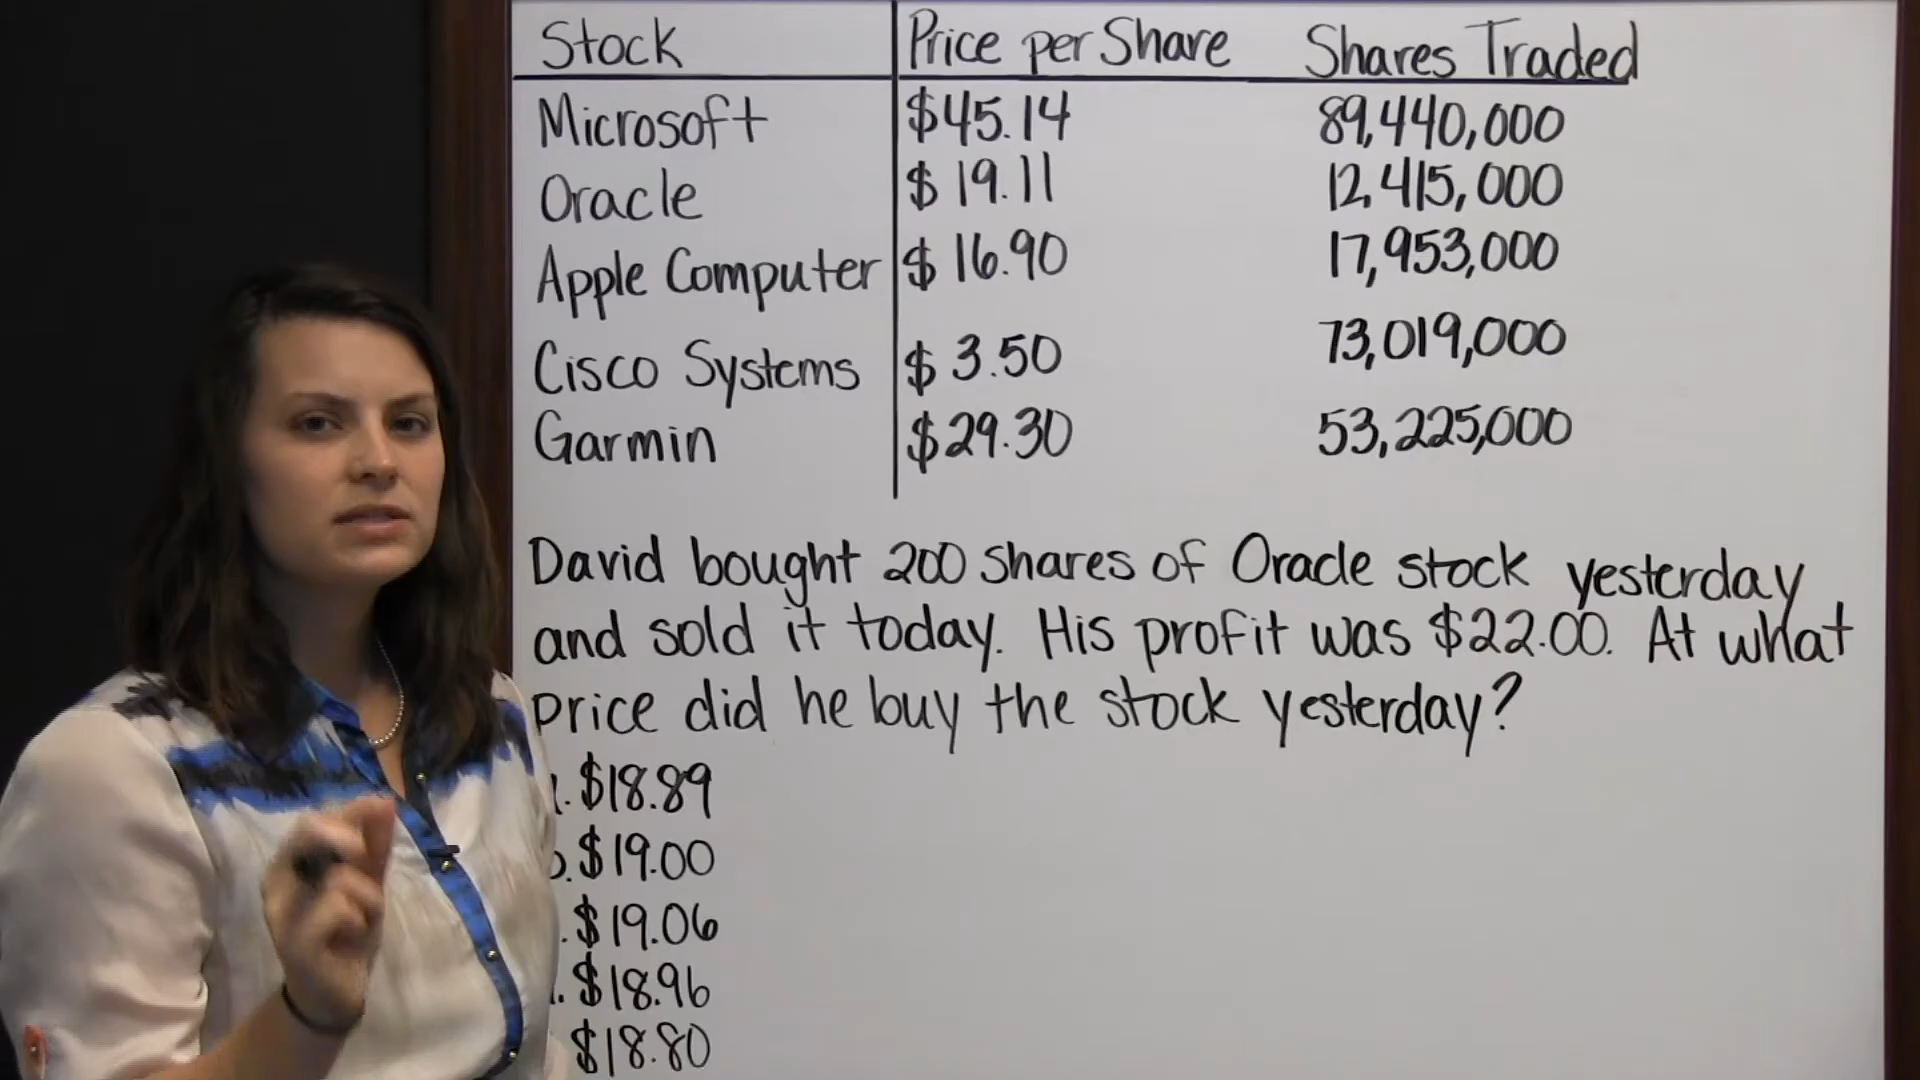 Stock Price per Share Shares Traded
Microsoft $45.14 89,440,000
Oracle $19.11 12,415,000
Apple Computer $16.90 17,953,000
Cisco Systems $3.50 73,019,000
Garmin $29.30 53,225,000
David bought 200 shares of Oracle stock yesterday
and sold it today. His profit was $22.00. At what
price did he buy the stock yesterday?
$18.89
$19.00
$19.06
$18.96
$18.80